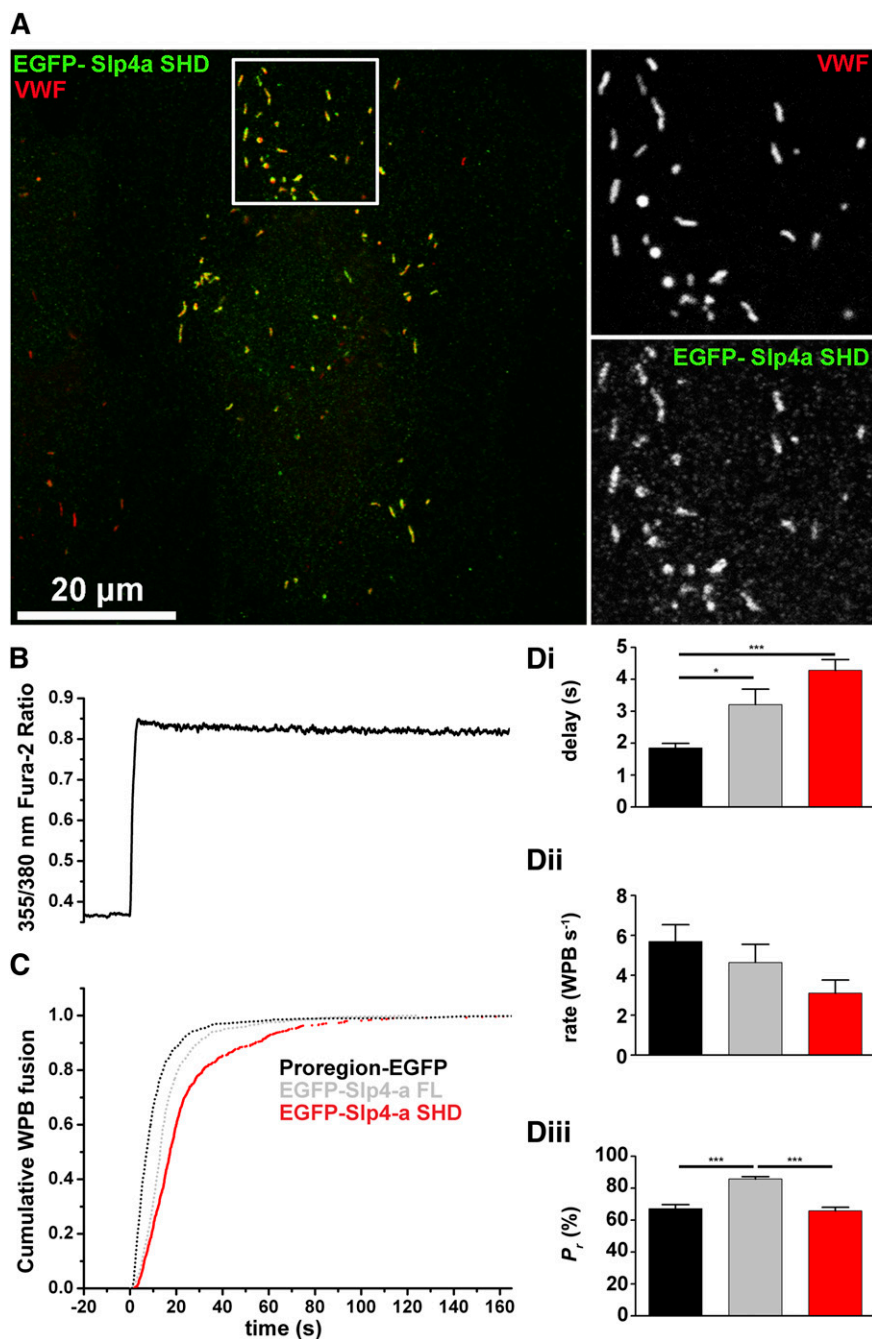 A
EGFP- Slp4a SHD
VWF
20 µm
VWF
EGFP- Slp4a SHD
B
355/380 nm Fura-2 Ratio
0.9
0.8
0.7
0.6
0.5
0.4
C
Cumulative WPB fusion
1.0
0.8
0.6
0.4
0.2
0.0
Proregion-EGFP
EGFP-Slp4-a FL
EGFP-Slp4-a SHD
-20 0 20 40 60 80 100 120 140 160
time (s)
Di
delay (s)
5
4
3
2
1
0
***
*
Dii
rate (WPB s⁻¹)
8
6
4
2
0
Diii
Pr (%)
100
80
60
40
20
0
*** ***